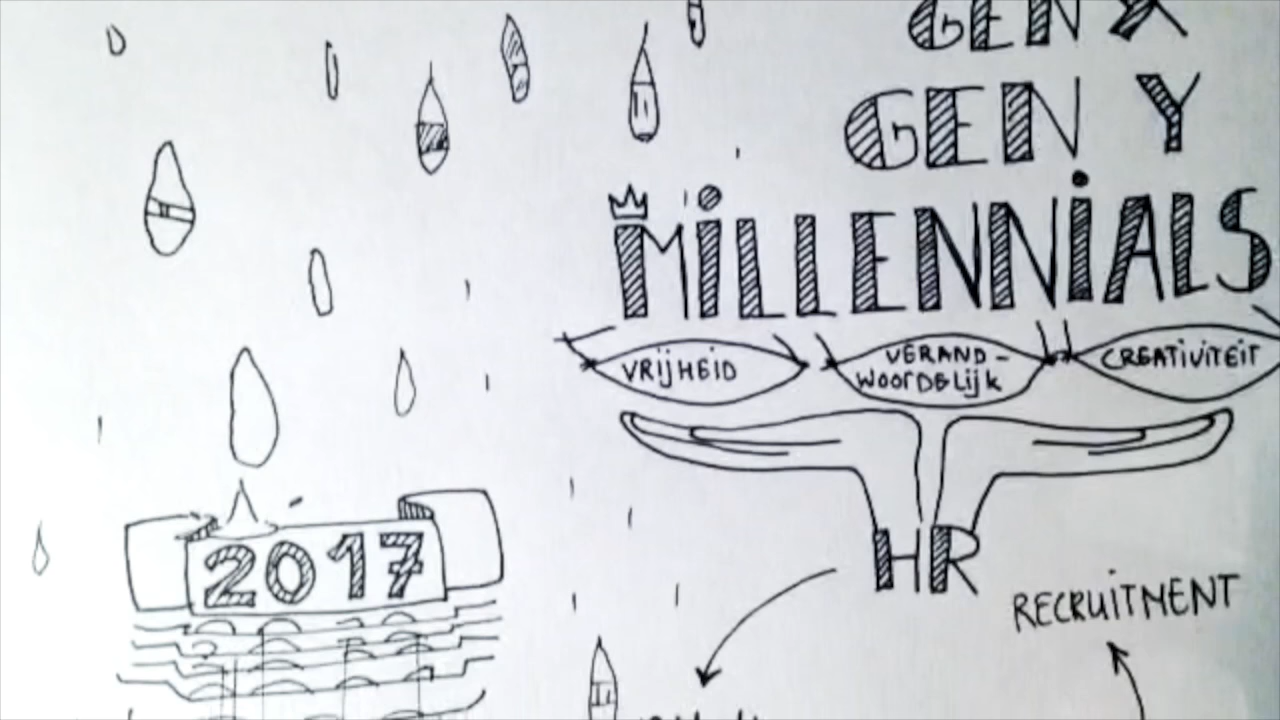 GEN X
GEN Y
MiLLENNiALS
VRijHEiD
VERAND-
WOORDELijk
CREATiViTEiT
2017
HR
RECRUiTMENT